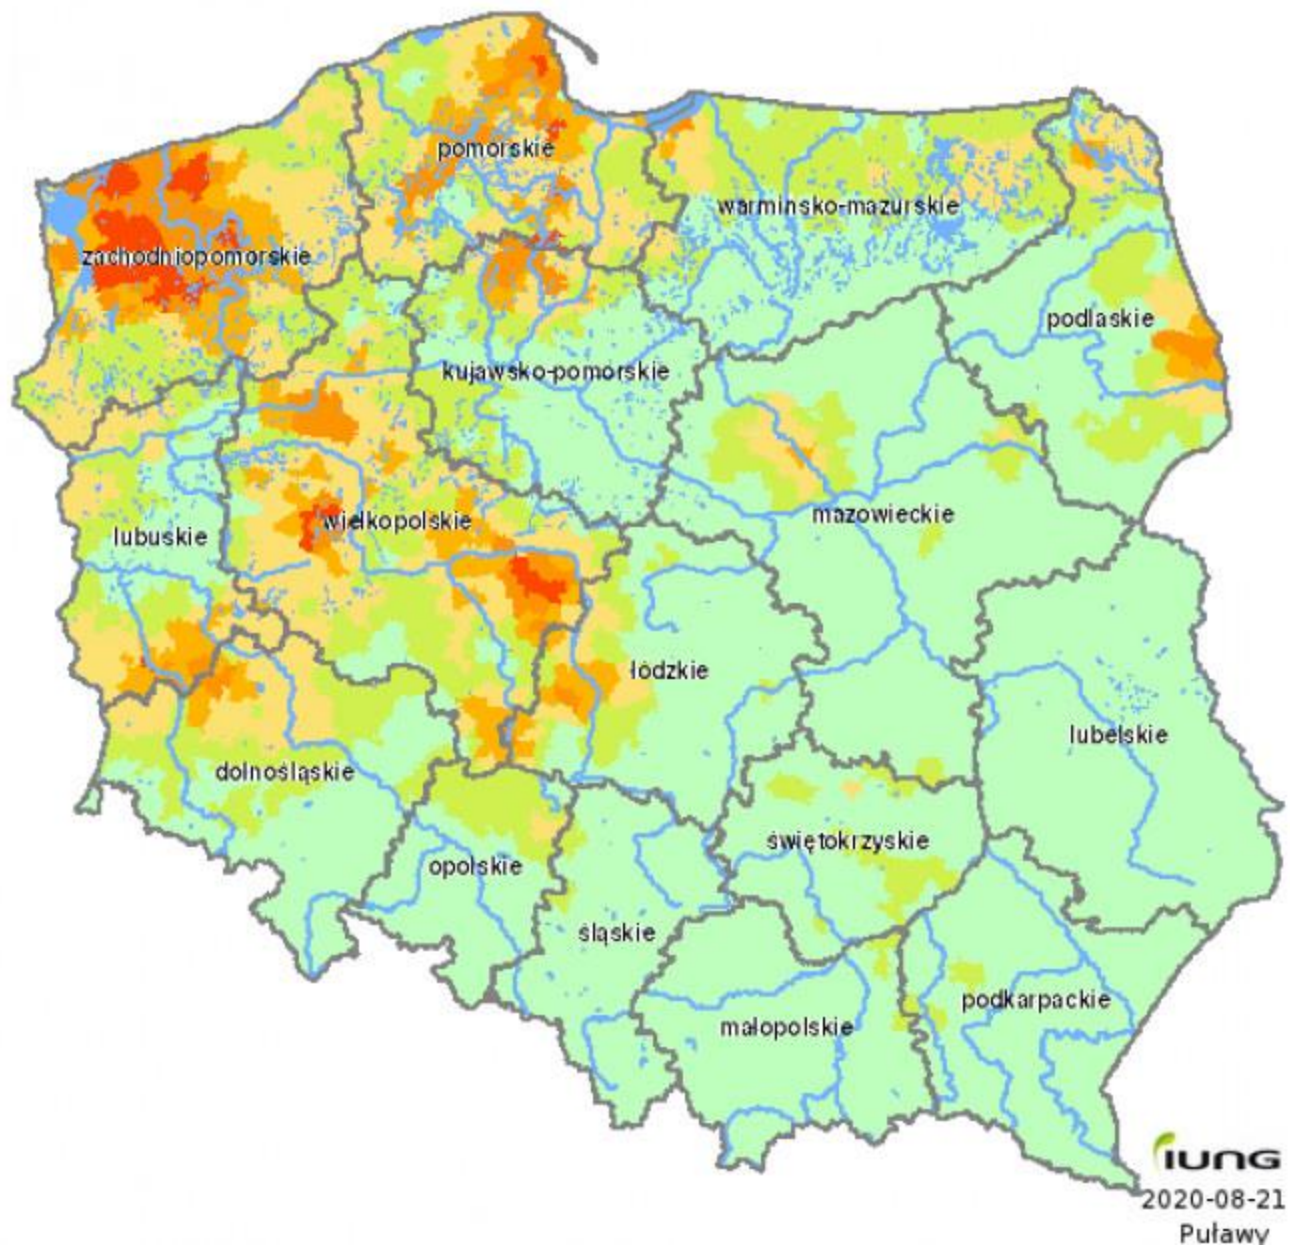 pomorskie
warminsko-mazurskie
zachodniopomorskie
podlaskie
kujawsko-pomorskie
wielkopolskie
mazowieckie
lubuskie
łódzkie
lubelskie
dolnośląskie
świętokrzyskie
opolskie
śląskie
podkarpackie
małopolskie
IUNG
2020-08-21
Puławy